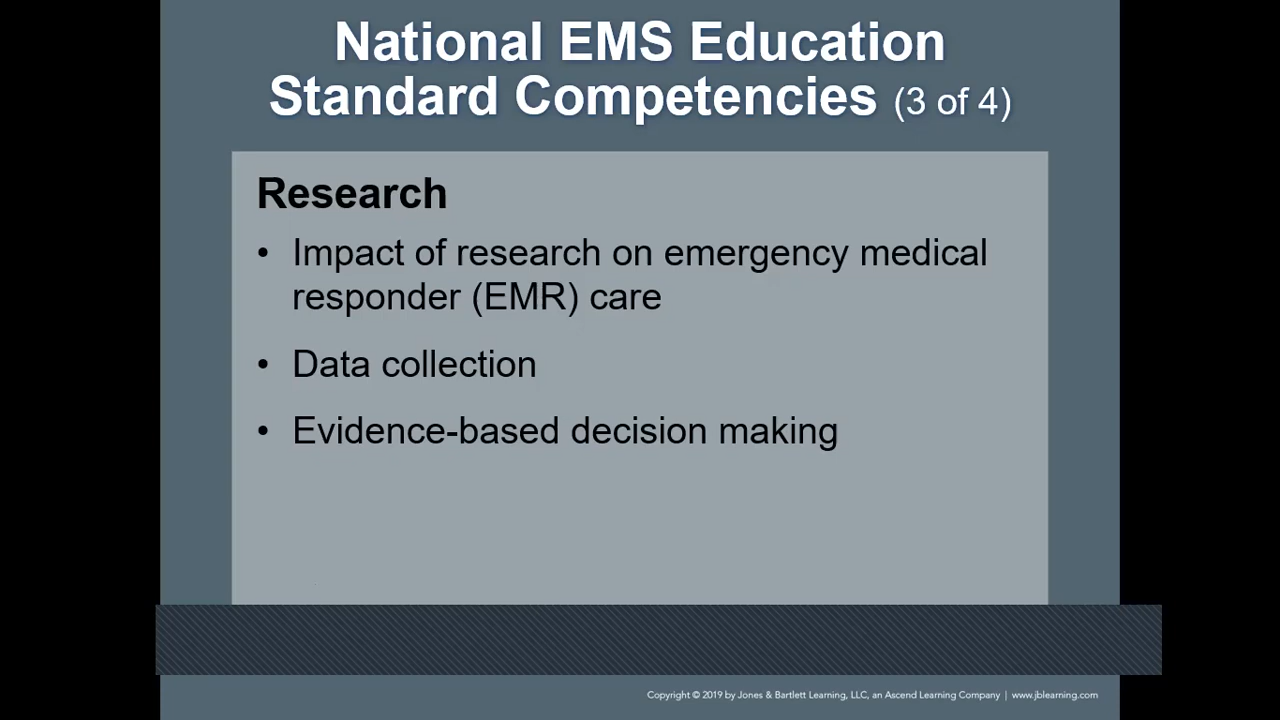 National EMS Education
Standard Competencies (3 of 4)
Research
• Impact of research on emergency medical
responder (EMR) care
• Data collection
• Evidence-based decision making
Copyright © 2019 by Jones & Bartlett Learning, LLC, an Ascend Learning Company | www.jblearning.com